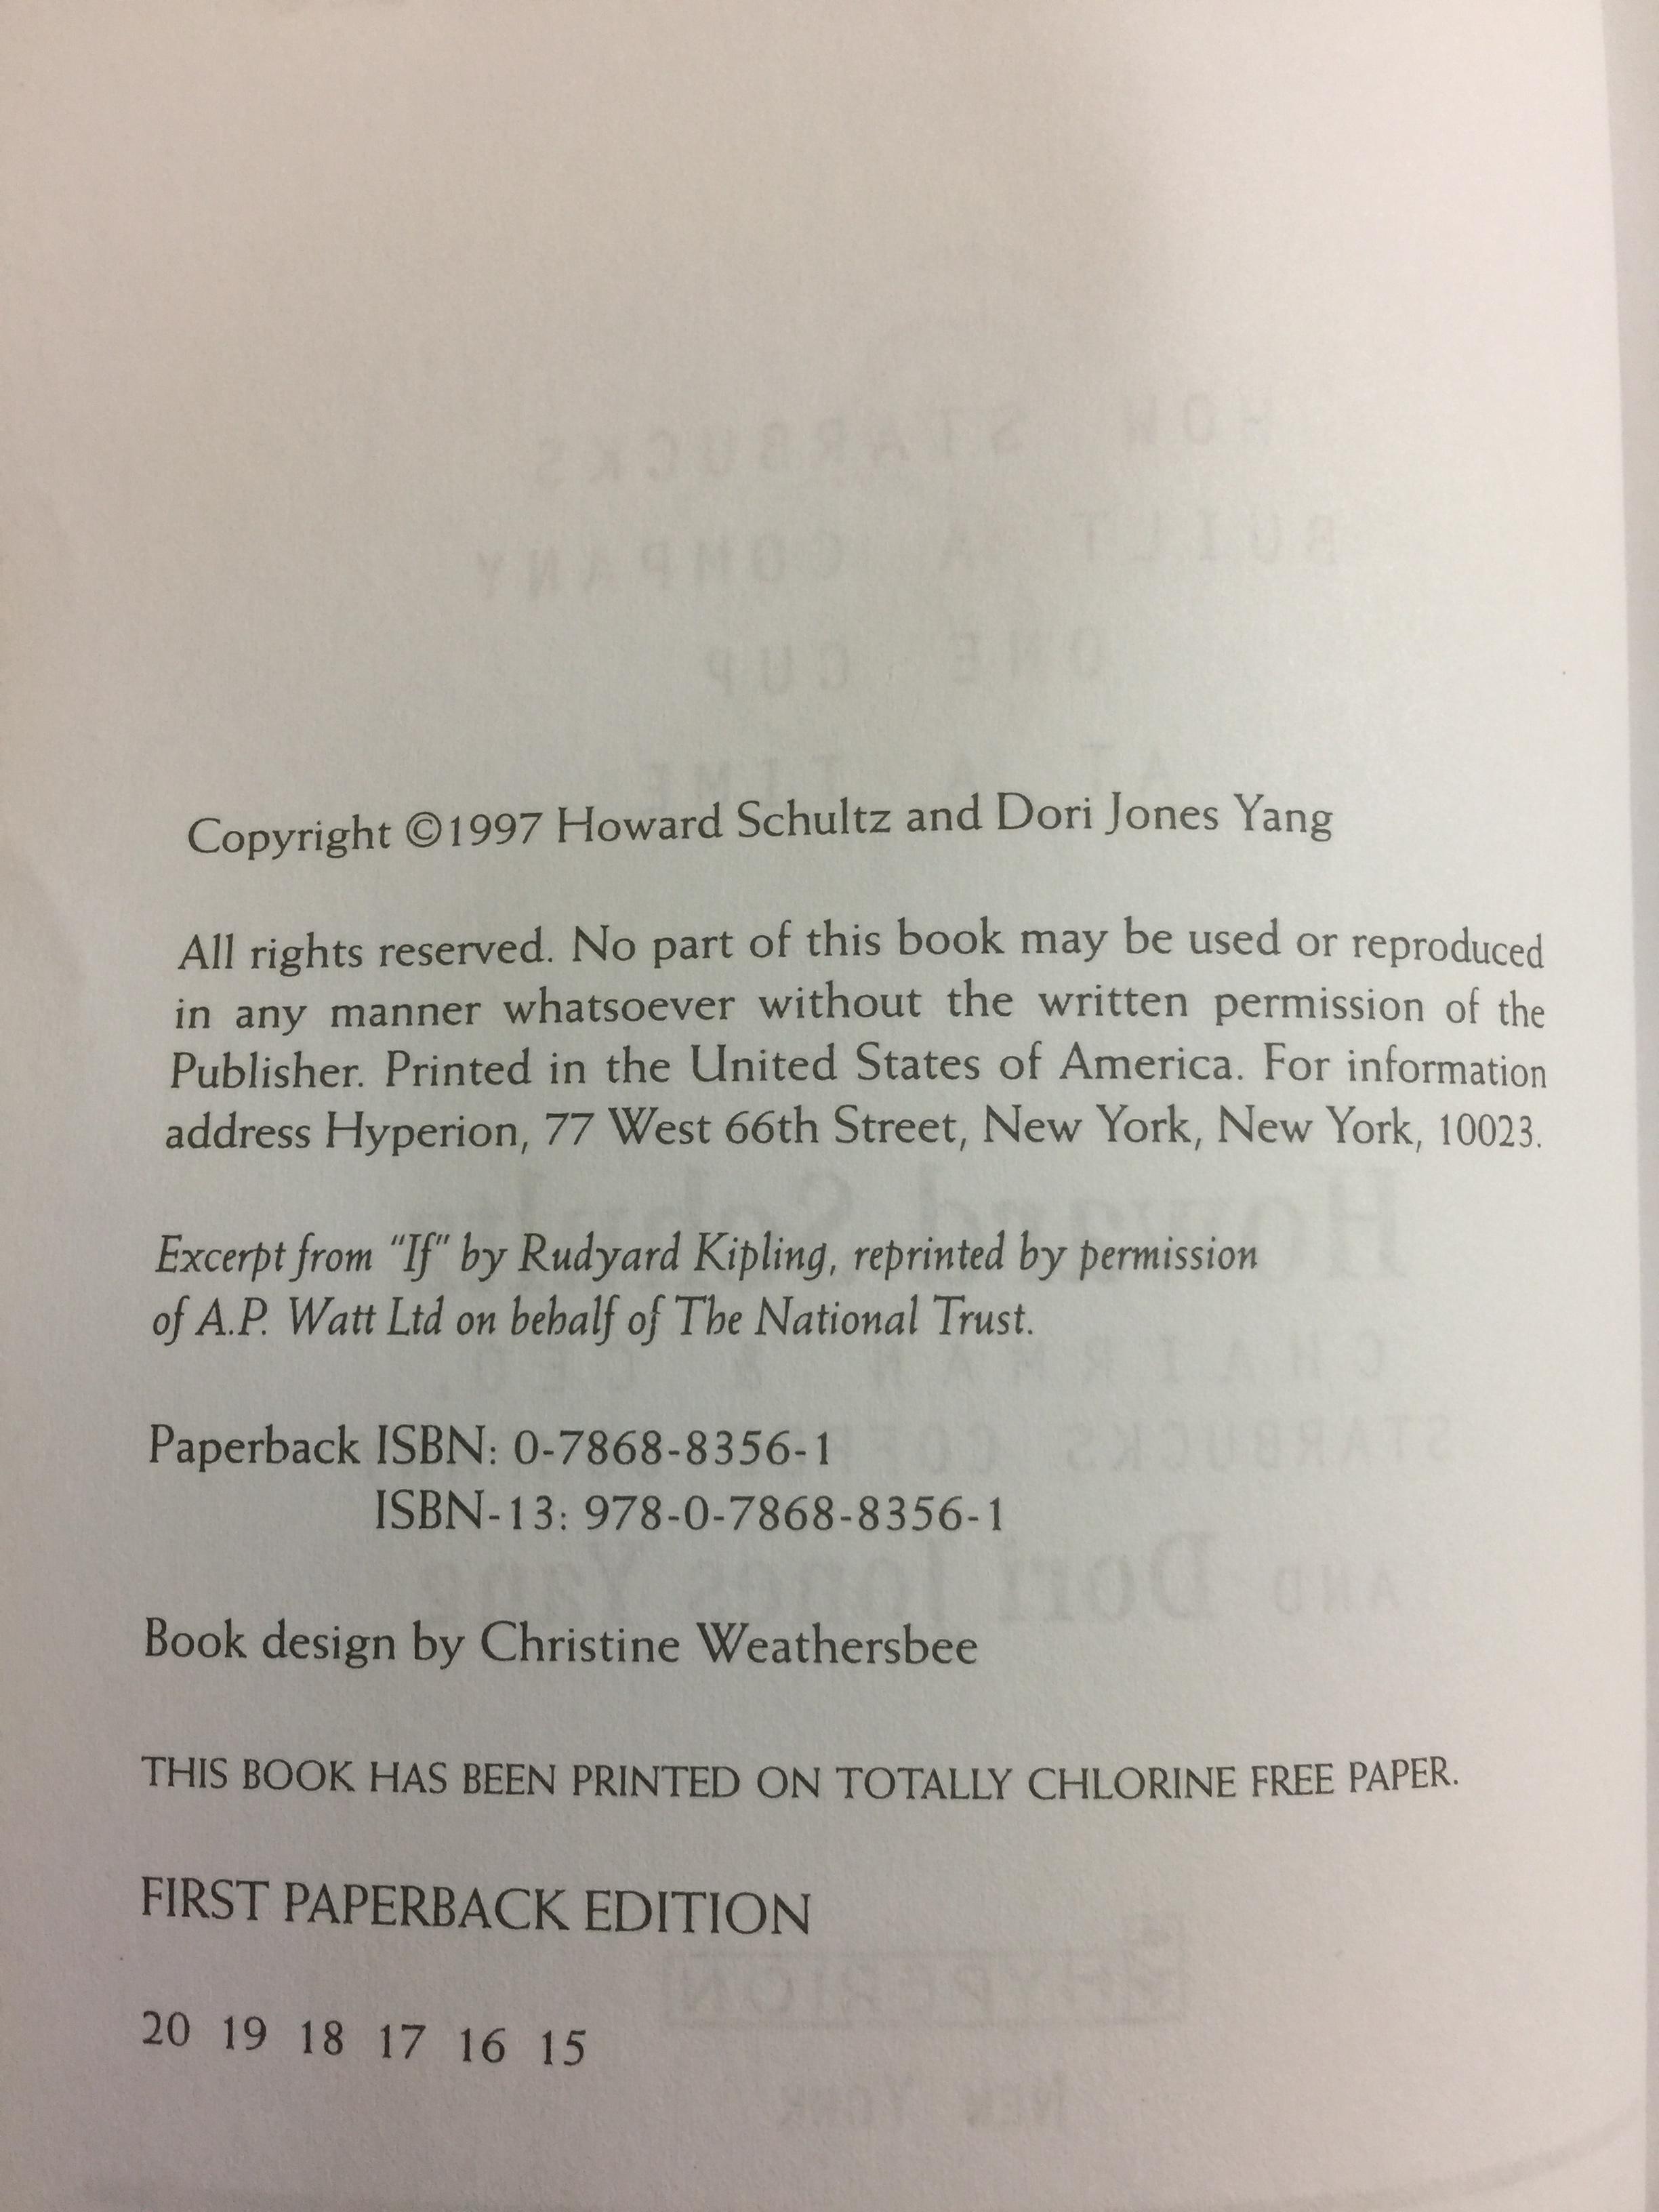 Copyright ©1997 Howard Schultz and Dori Jones Yang
All rights reserved. No part of this book may be used or reproduced
in any manner whatsoever without the written permission of the
Publisher. Printed in the United States of America. For information
address Hyperion, 77 West 66th Street, New York, New York, 10023.
Excerpt from "If" by Rudyard Kipling, reprinted by permission
of A.P. Watt Ltd on behalf of The National Trust.
Paperback ISBN: 0-7868-8356-1
ISBN-13: 978-0-7868-8356-1
Book design by Christine Weathersbee
THIS BOOK HAS BEEN PRINTED ON TOTALLY CHLORINE FREE PAPER.
FIRST PAPERBACK EDITION
20 19 18 17 16 15